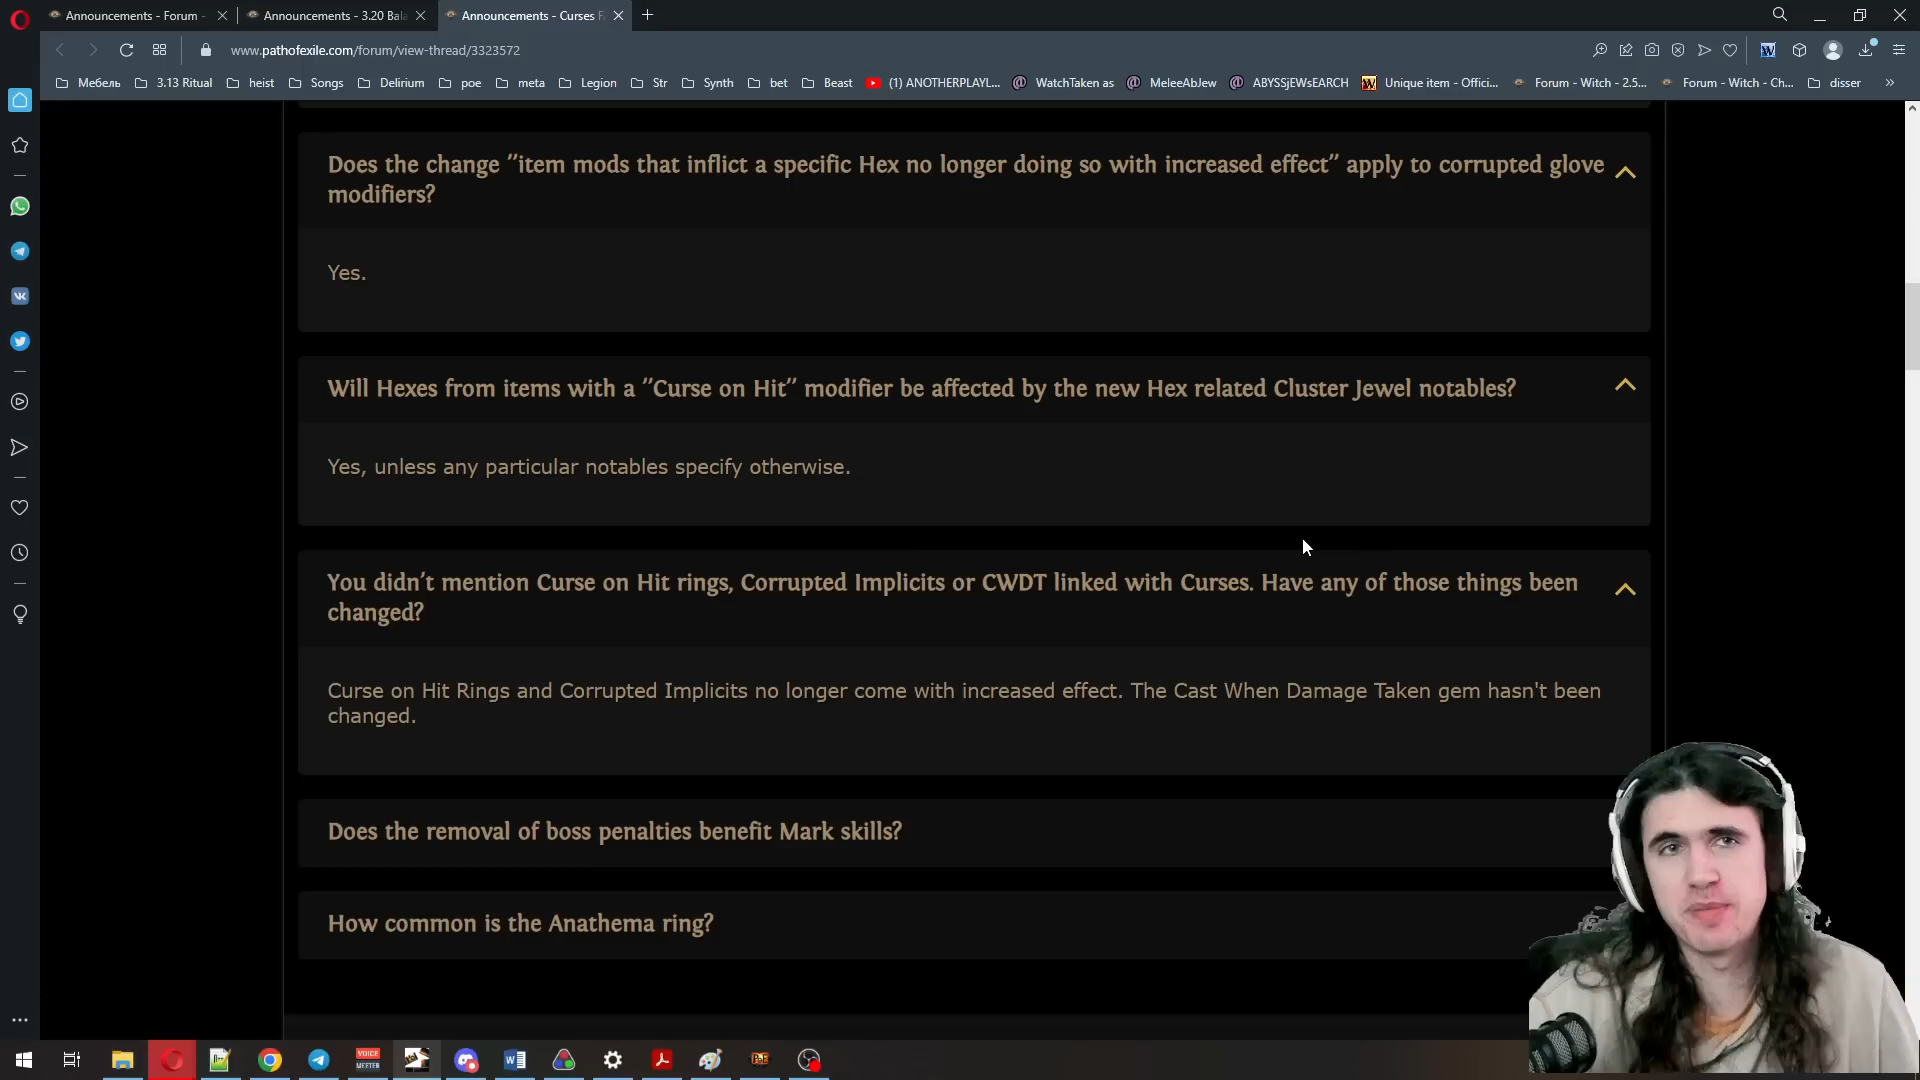 Announcements - Forum -
Announcements - 3.20 Bala
Announcements - Curses F
www.pathofexile.com/forum/view-thread/3323572
Мебель
3.13 Ritual
heist
Songs
Delirium
poe
meta
Legion
Str
Synth
bet
Beast
(1) ANOTHERPLAYL...
WatchTaken as
MeleeAbJew
ABYSSjEWsEARCH
Unique item - Offici...
Forum - Witch - 2.5...
Forum - Witch - Ch...
disser
Does the change "item mods that inflict a specific Hex no longer doing so with increased effect" apply to corrupted glove
modifiers?
Yes.
Will Hexes from items with a "Curse on Hit" modifier be affected by the new Hex related Cluster Jewel notables?
Yes, unless any particular notables specify otherwise.
You didn't mention Curse on Hit rings, Corrupted Implicits or CWDT linked with Curses. Have any of those things been
changed?
Curse on Hit Rings and Corrupted Implicits no longer come with increased effect. The Cast When Damage Taken gem hasn't been
changed.
Does the removal of boss penalties benefit Mark skills?
How common is the Anathema ring?
VOICE
MEETER
PoE